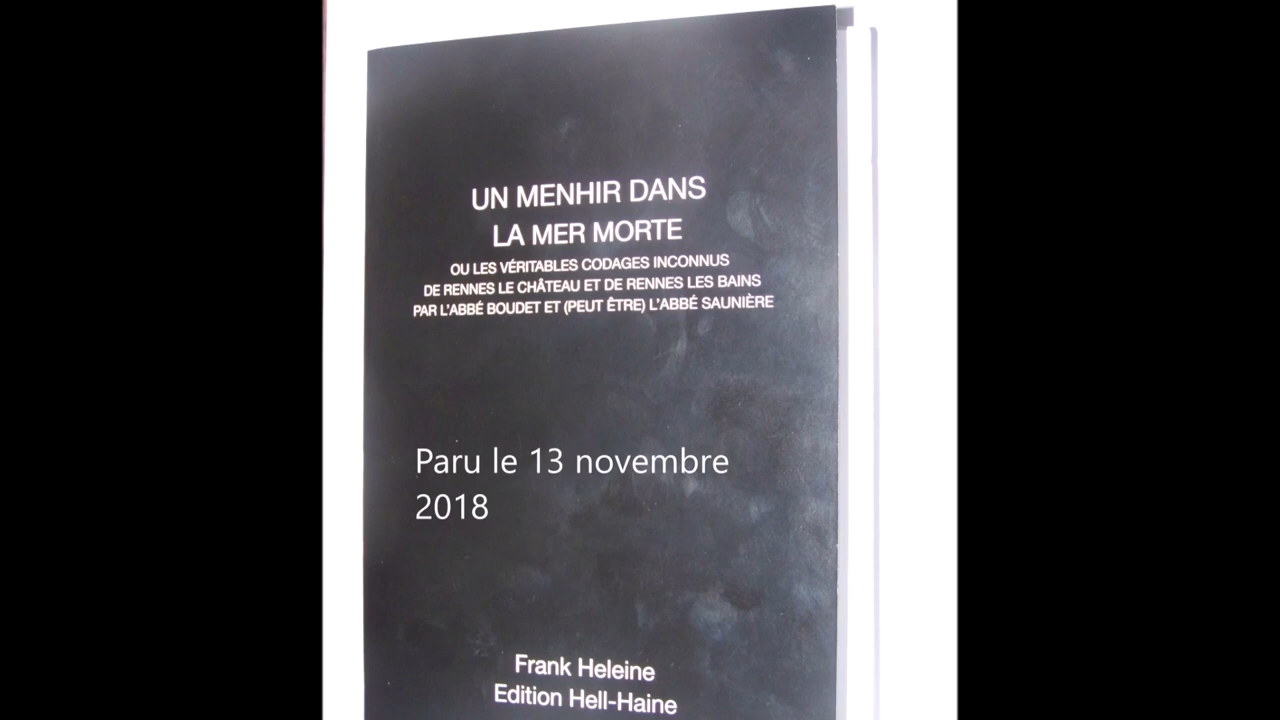 UN MENHIR DANS
LA MER MORTE
OU LES VÉRITABLES CODAGES INCONNUS
DE RENNES LE CHÂTEAU ET DE RENNES LES BAINS
PAR L'ABBÉ BOUDET ET (PEUT ÊTRE) L'ABBÉ SAUNIÈRE
Paru le 13 novembre
2018
Frank Heleine
Edition Hell-Haine